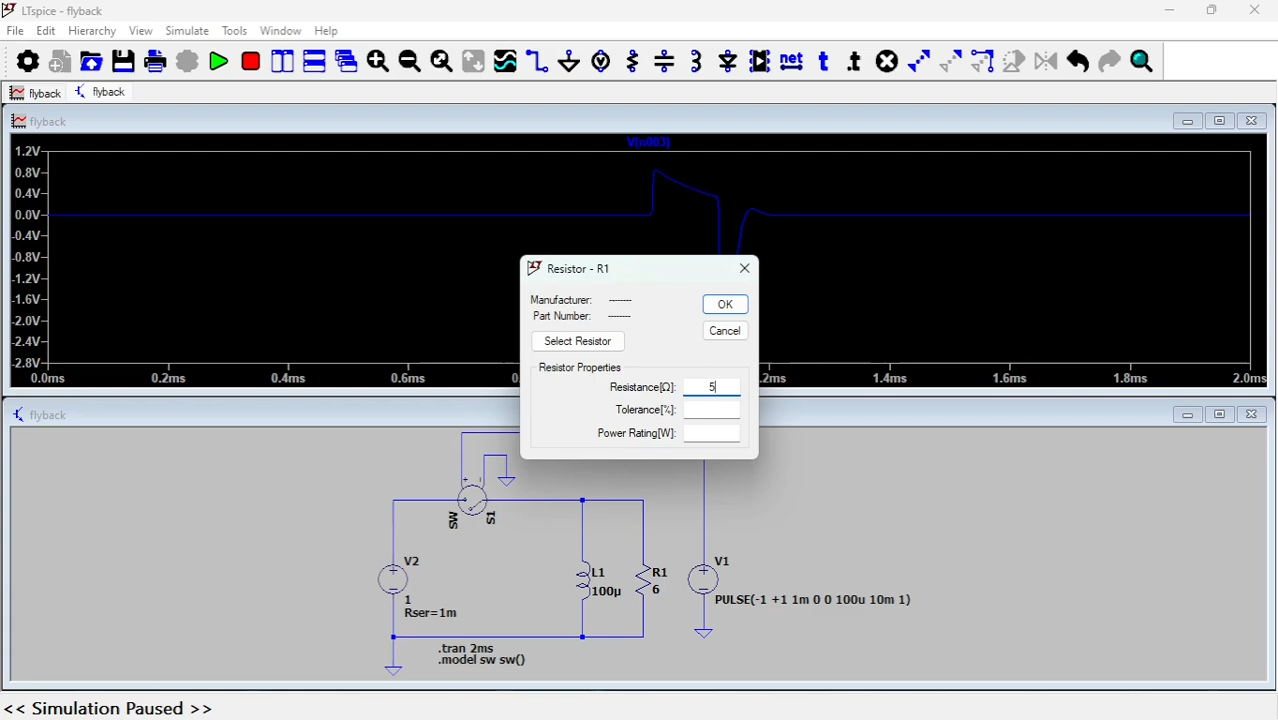 LTspice - flyback
File Edit Hierarchy View Simulate Tools Window Help
net t .t
flyback flyback
flyback
V(n003)
1.2V
0.8V
0.4V
0.0V
-0.4V
-0.8V
-1.2V
-1.6V
-2.0V
-2.4V
-2.8V
0.0ms 0.2ms 0.4ms 0.6ms 2ms 1.4ms 1.6ms 1.8ms 2.0ms
Resistor - R1
Manufacturer: --------
Part Number: --------
OK
Cancel
Select Resistor
Resistor Properties
Resistance[Ω]: 5
Tolerance[%]:
Power Rating[W]:
flyback
+ -
SW S1
V2
1
Rser=1m
L1
100µ
R1
6
V1
PULSE(-1 +1 1m 0 0 100u 10m 1)
.tran 2ms
.model sw sw()
<< Simulation Paused >>